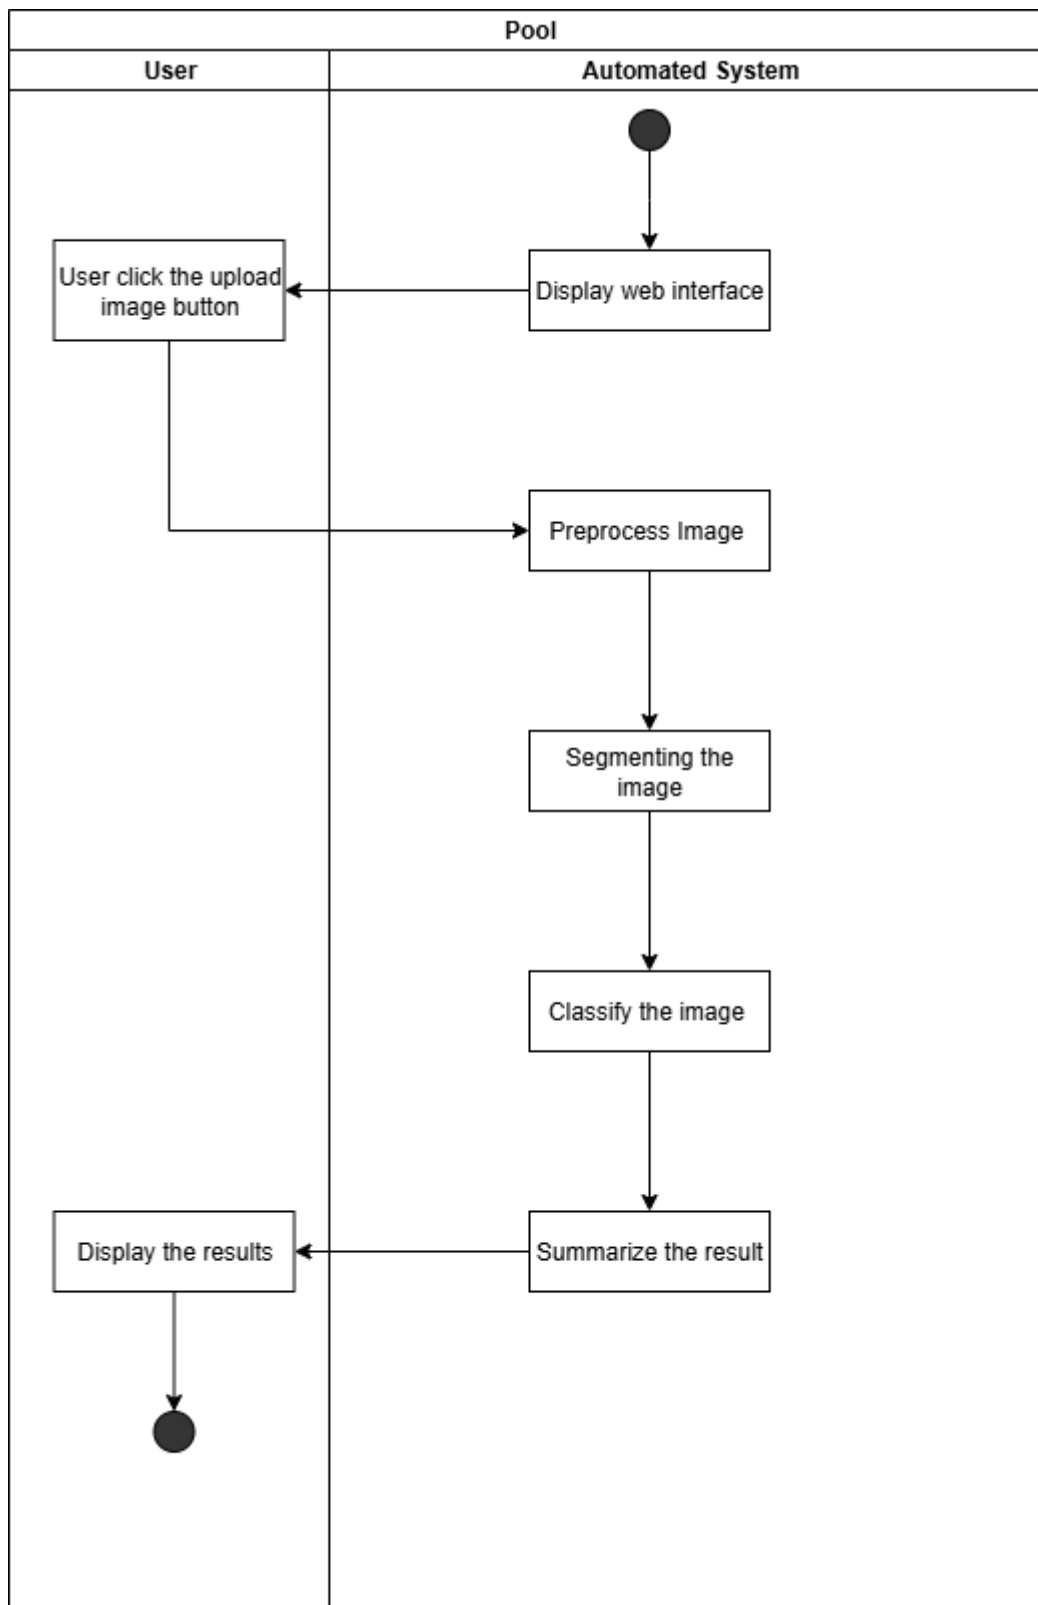 Pool
User
Automated System
User click the upload
image button
Display web interface
Preprocess Image
Segmenting the
image
Classify the image
Display the results
Summarize the result